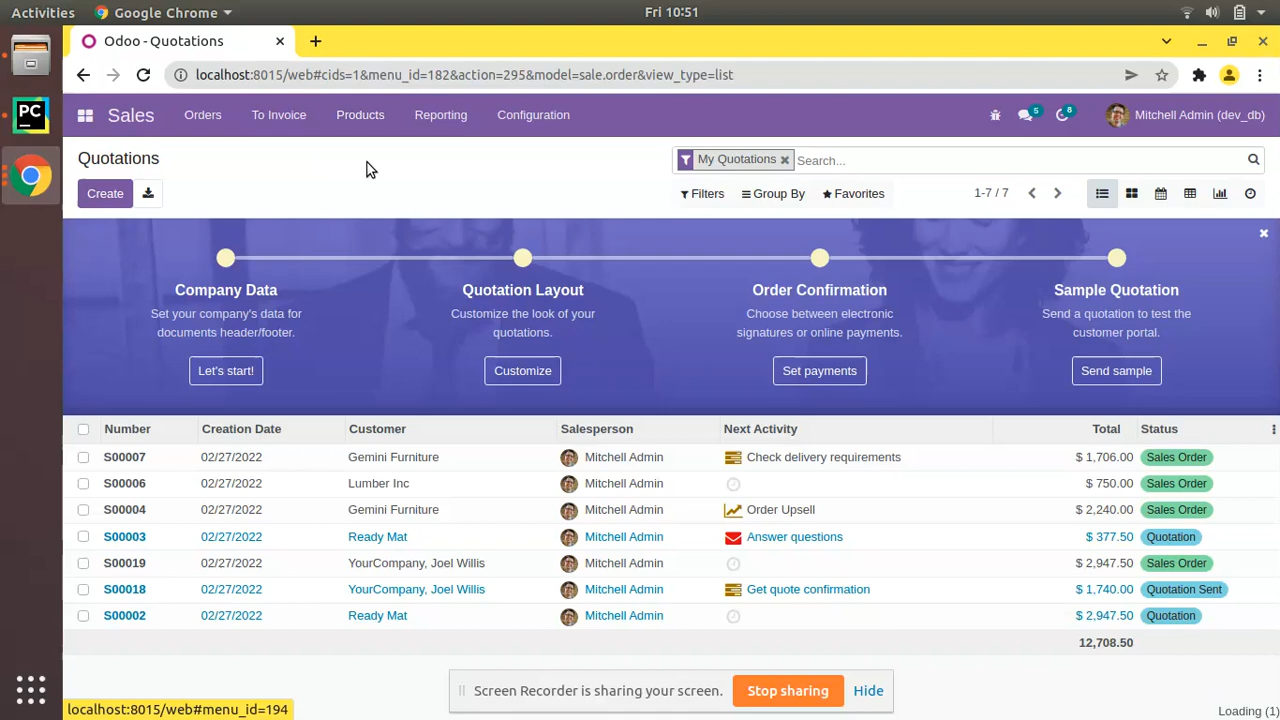 Activities Google Chrome Fri 10:51
Odoo - Quotations
localhost:8015/web#cids=1&menu_id=182&action=295&model=sale.order&view_type=list
Sales Orders To Invoice Products Reporting Configuration 5 8 Mitchell Admin (dev_db)
Quotations My Quotations Search...
Create Filters Group By Favorites 1-7 / 7
Company Data Quotation Layout Order Confirmation Sample Quotation
Set your company's data for Customize the look of your Choose between electronic Send a quotation to test the
documents header/footer. quotations. signatures or online payments. customer portal.
Let's start! Customize Set payments Send sample
Number Creation Date Customer Salesperson Next Activity Total Status
S00007 02/27/2022 Gemini Furniture Mitchell Admin Check delivery requirements $ 1,706.00 Sales Order
S00006 02/27/2022 Lumber Inc Mitchell Admin $ 750.00 Sales Order
S00004 02/27/2022 Gemini Furniture Mitchell Admin Order Upsell $ 2,240.00 Sales Order
S00003 02/27/2022 Ready Mat Mitchell Admin Answer questions $ 377.50 Quotation
S00019 02/27/2022 YourCompany, Joel Willis Mitchell Admin $ 2,947.50 Sales Order
S00018 02/27/2022 YourCompany, Joel Willis Mitchell Admin Get quote confirmation $ 1,740.00 Quotation Sent
S00002 02/27/2022 Ready Mat Mitchell Admin $ 2,947.50 Quotation
12,708.50
PC
Screen Recorder is sharing your screen. Stop sharing Hide
localhost:8015/web#menu_id=194 Loading (1)